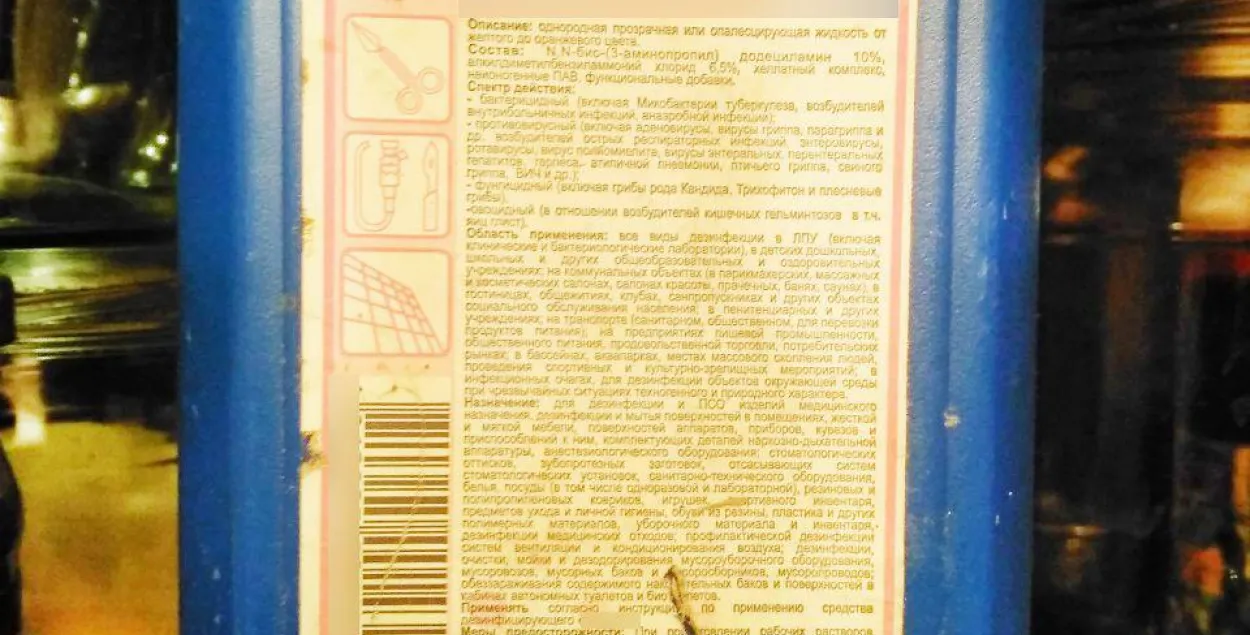 Описание: однородная прозрачная или опалесцирующая жидкость от
желтого до оранжевого цвета.
Состав: N,N-бис-(3-аминопропил) додециламин 10%,
алкилдиметилбензиламмоний хлорид 6,5%, хелатный комплекс,
неионогенные ПАВ, функциональные добавки.
Спектр действия:
- бактерицидный (включая Микобактерии туберкулеза, возбудителей
внутрибольничных инфекций, анаэробной инфекции);
- противовирусный (включая аденовирусы, вирусы гриппа, парагриппа и
др. возбудителей острых респираторных инфекций, энтеровирусы,
ротавирусы, вирус полиомиелита, вирусы энтеральных, парентеральных
гепатитов, герпеса, атипичной пневмонии, птичьего гриппа, свиного
гриппа, ВИЧ и др.);
- фунгицидный (включая грибы рода Кандида, Трихофитон и плесневые
грибы),
-овоцидный (в отношении возбудителей кишечных гельминтозов в т.ч.
яиц глист).
Область применения: все виды дезинфекции в ЛПУ (включая
клинические и бактериологические лаборатории), в детских дошкольных,
школьных и других общеобразовательных и оздоровительных
учреждениях; на коммунальных объектах (в парикмахерских, массажных
и косметических салонах, салонах красоты, прачечных, банях, саунах); в
гостиницах, общежитиях, клубах, санпропускниках и других объектах
социального обслуживания населения; в пенитенциарных и других
учреждениях; на транспорте (санитарном, общественном, для перевозки
продуктов питания), на предприятиях пищевой промышленности,
общественного питания, продовольственной торговли, потребительских
рынках; в бассейнах, аквапарках, местах массового скопления людей,
проведения спортивных и культурно-зрелищных мероприятий; в
инфекционных очагах, для дезинфекции объектов окружающей среды
при чрезвычайных ситуациях техногенного и природного характера.
Назначение: для дезинфекции и ПСО изделий медицинского
назначения, дезинфекции и мытья поверхностей в помещениях, жесткой
и мягкой мебели, поверхностей аппаратов, приборов, кувезов и
приспособлений к ним, комплектующих деталей наркозно-дыхательной
аппаратуры, анестезиологического оборудования; стоматологических
оттисков, зубопротезных заготовок, отсасывающих систем
стоматологических установок, санитарно-технического оборудования,
белья, посуды (в том числе одноразовой и лабораторной), резиновых и
полипропиленовых ковриков, игрушек, спортивного инвентаря,
предметов ухода и личной гигиены, обуви из резины, пластика и других
полимерных материалов, уборочного материала и инвентаря,
дезинфекции медицинских отходов; профилактической дезинфекции
систем вентиляции и кондиционирования воздуха; дезинфекции,
очистки, мойки и дезодорирования мусороуборочного оборудования,
мусоровозов, мусорных баков и мусоросборников, мусоропроводов;
обеззараживания содержимого накопительных баков и поверхностей в
кабинах автономных туалетов и биотуалетов.
Применять согласно инструкции по применению средства
дезинфицирующего
Меры предосторожности: При приготовлении рабочих растворов